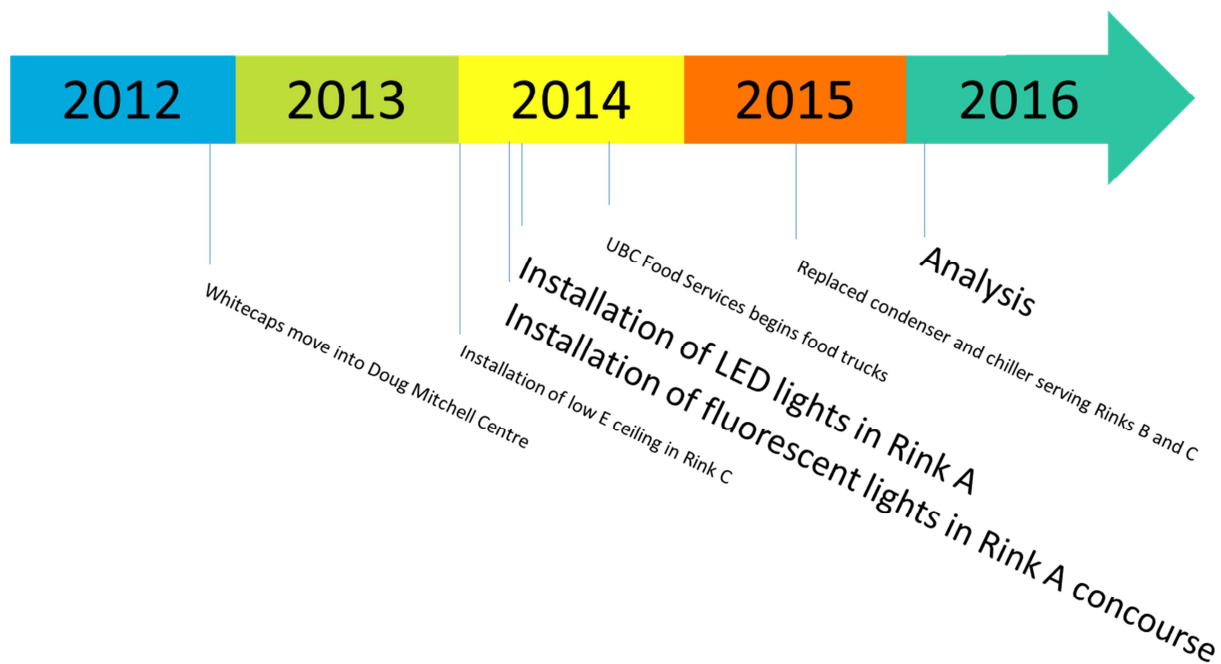 2012
2013
2014
2015
2016
Whitecaps move into Doug Mitchell Centre
Installation of low E ceiling in Rink C
Installation of fluorescent lights in Rink A concourse
Installation of LED lights in Rink A
UBC Food Services begins food trucks
Replaced condenser and chiller serving Rinks B and C
Analysis